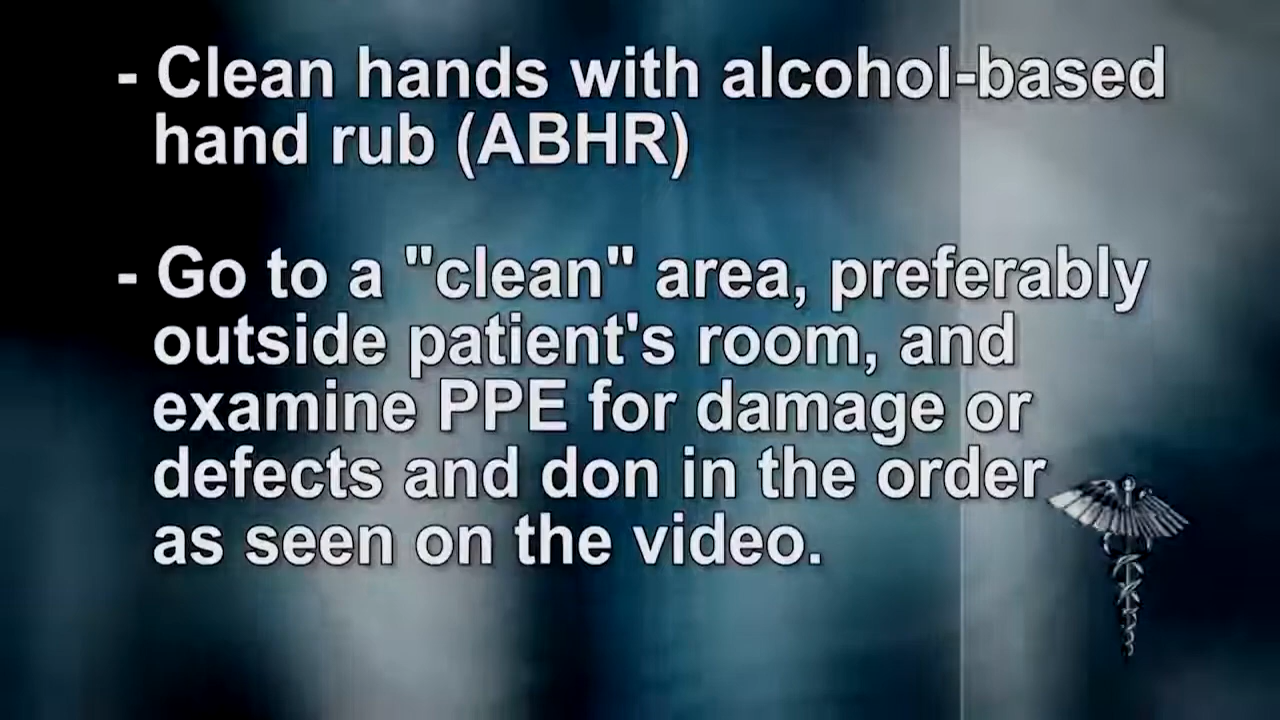 - Clean hands with alcohol-based
hand rub (ABHR)
- Go to a "clean" area, preferably
outside patient's room, and
examine PPE for damage or
defects and don in the order
as seen on the video.